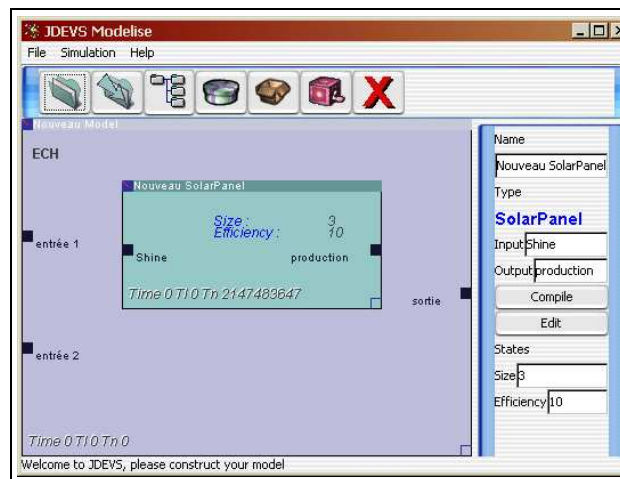 JDEVS Modelise
File Simulation Help
Nouveau Model
ECH
Nouveau SolarPanel
Size : 3
Efficiency : 10
entrée 1
Shine production
Time 0 Tl 0 Tn 2147483647
sortie
entrée 2
Time 0 Tl 0 Tn 0
Name
Nouveau SolarPanel
Type
SolarPanel
Input Shine
Output production
Compile
Edit
States
Size 3
Efficiency 10
Welcome to JDEVS, please construct your model